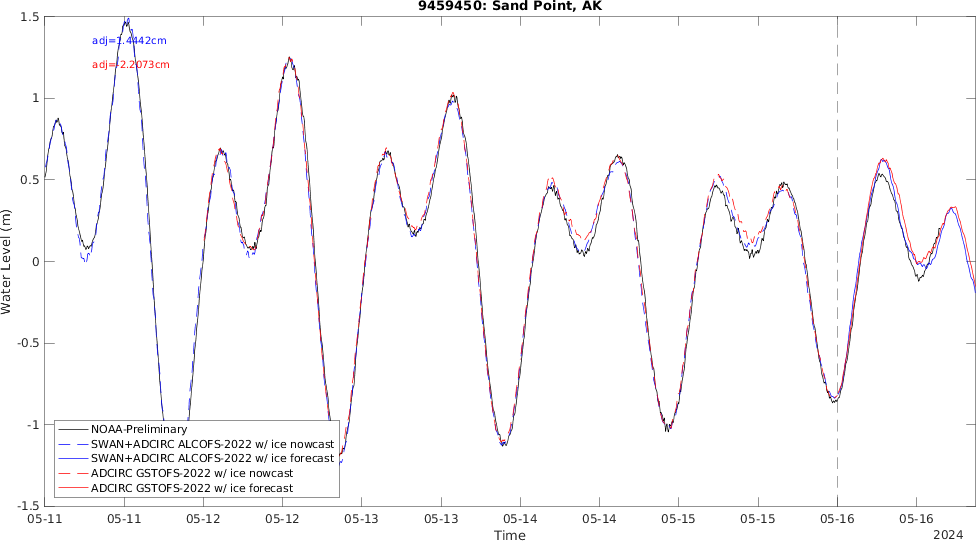 9459450: Sand Point, AK
1.5
adj=1.4442cm
adj=-2.2073cm
1
0.5
0
-0.5
-1
-1.5
Water Level (m)
NOAA-Preliminary
SWAN+ADCIRC ALCOFS-2022 w/ ice nowcast
SWAN+ADCIRC ALCOFS-2022 w/ ice forecast
ADCIRC GSTOFS-2022 w/ ice nowcast
ADCIRC GSTOFS-2022 w/ ice forecast
05-11 05-11 05-12 05-12 05-13 05-13 05-14 05-14 05-15 05-15 05-16 05-16
Time
2024